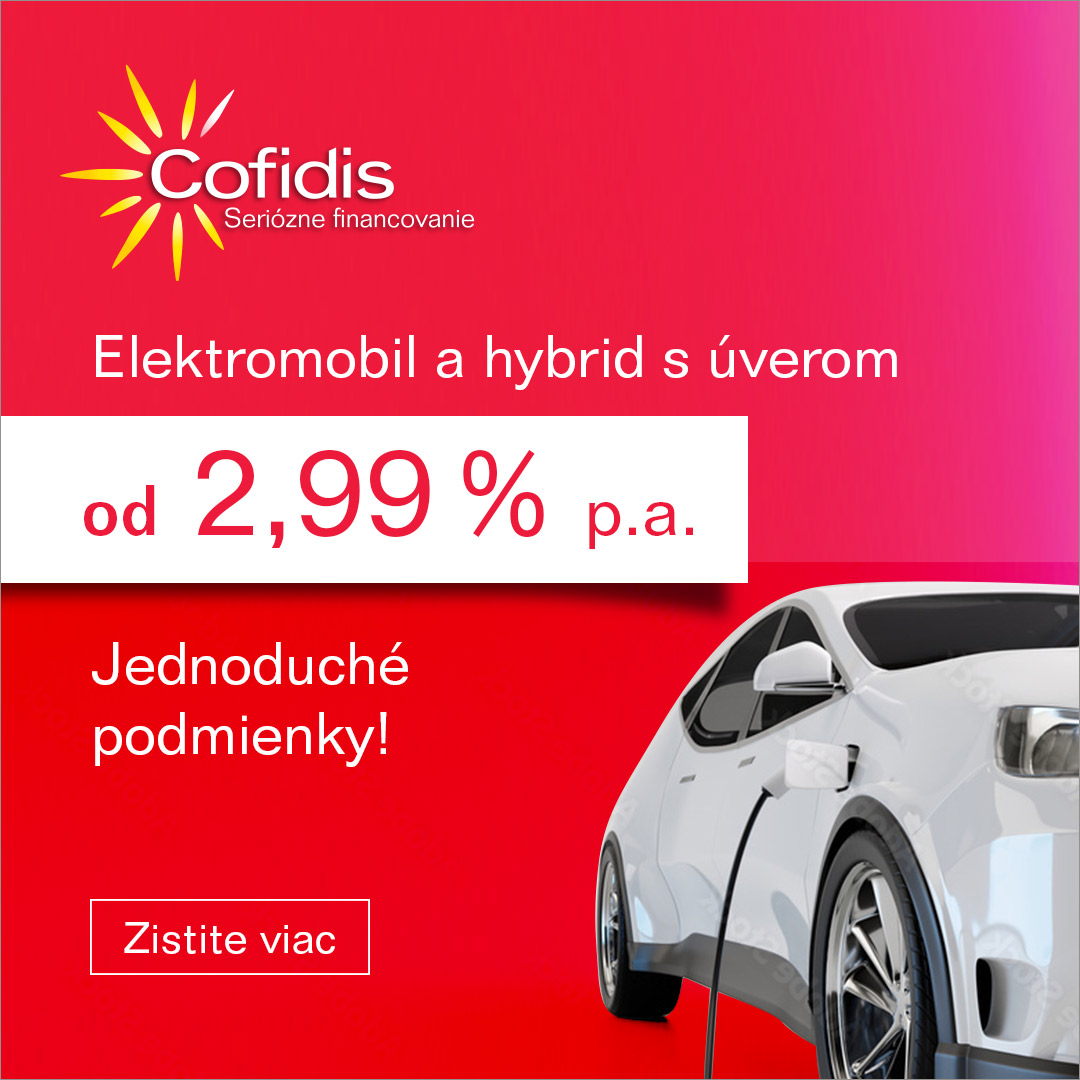 Cofidis
Seriózne financovanie
Elektromobil a hybrid s úverom
od 2,99 % p.a.
Jednoduché
podmienky!
Zistite viac